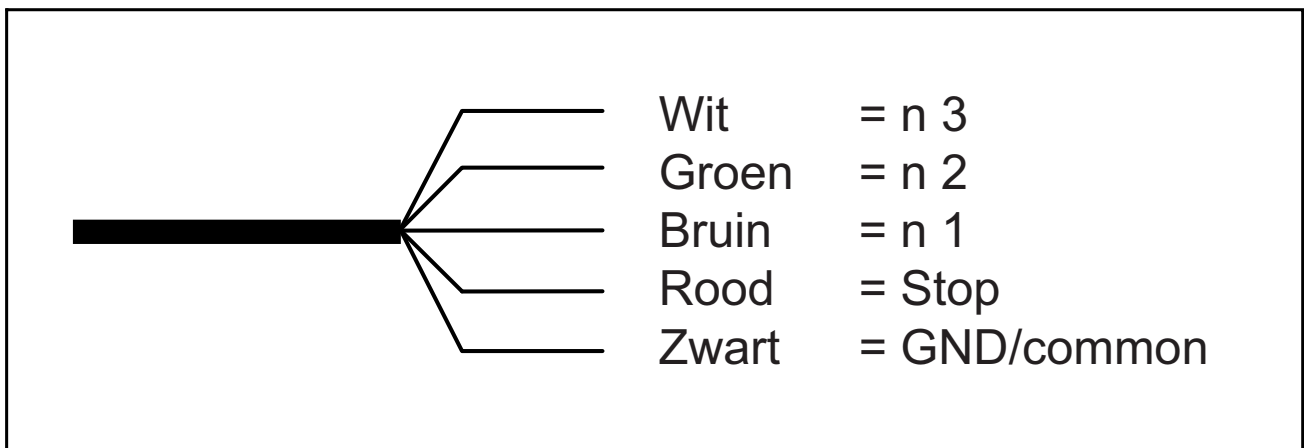 Wit = n 3
Groen = n 2
Bruin = n 1
Rood = Stop
Zwart = GND/common